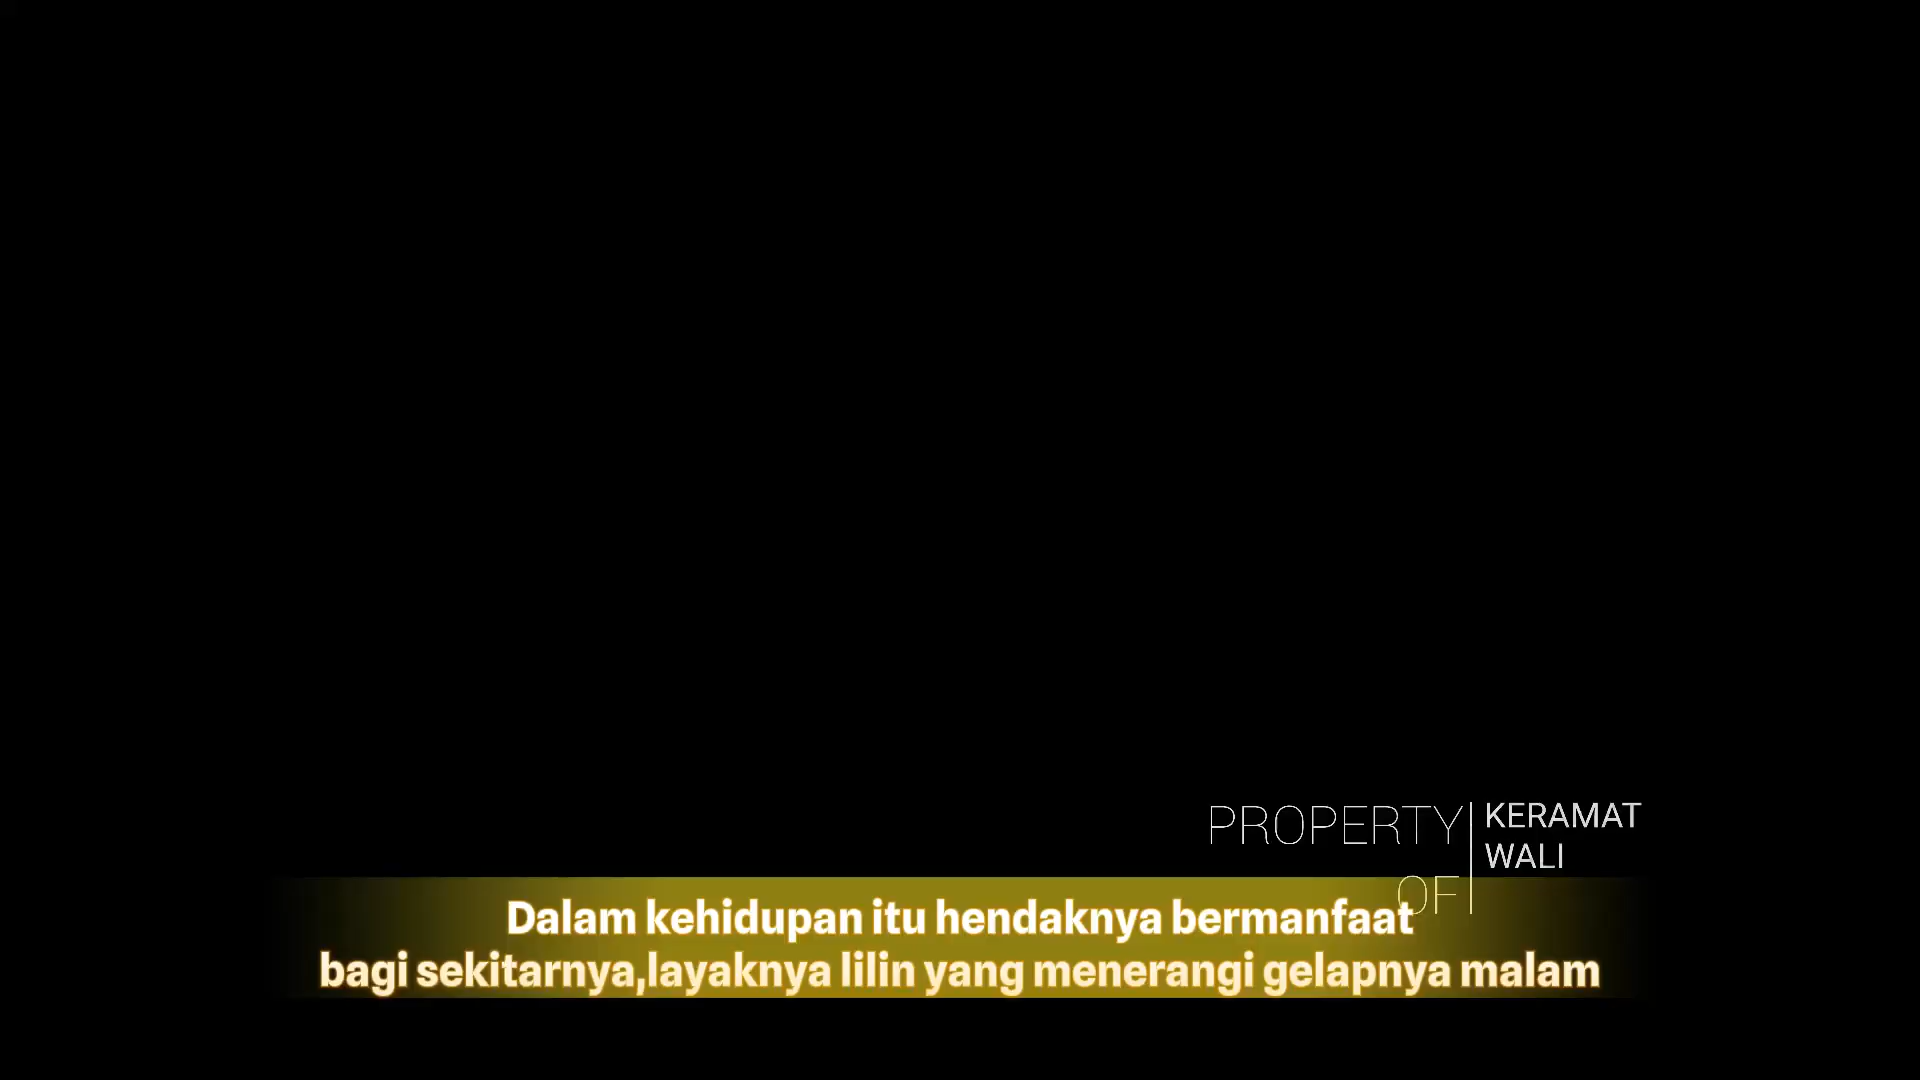 PROPERTY
OF
KERAMAT
WALI
Dalam kehidupan itu hendaknya bermanfaat
bagi sekitarnya,layaknya lilin yang menerangi gelapnya malam